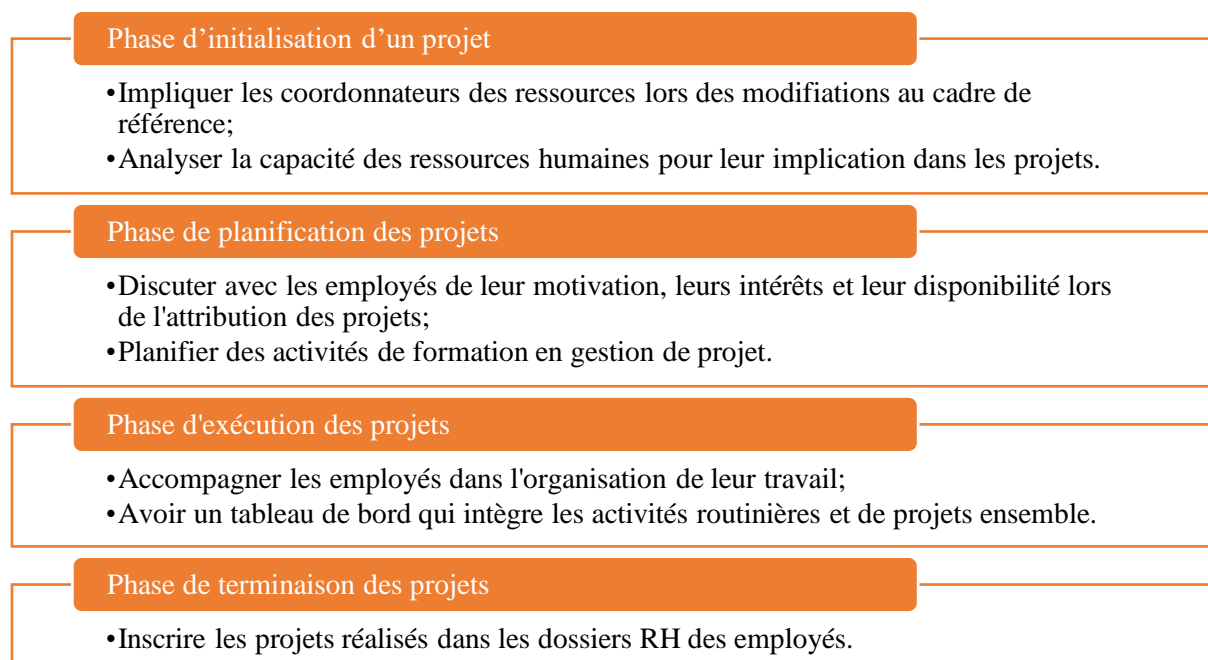 Phase d’initialisation d’un projet
•Impliquer les coordonnateurs des ressources lors des modifiations au cadre de
référence;
•Analyser la capacité des ressources humaines pour leur implication dans les projets.
Phase de planification des projets
•Discuter avec les employés de leur motivation, leurs intérêts et leur disponibilité lors
de l'attribution des projets;
•Planifier des activités de formation en gestion de projet.
Phase d'exécution des projets
•Accompagner les employés dans l'organisation de leur travail;
•Avoir un tableau de bord qui intègre les activités routinières et de projets ensemble.
Phase de terminaison des projets
•Inscrire les projets réalisés dans les dossiers RH des employés.